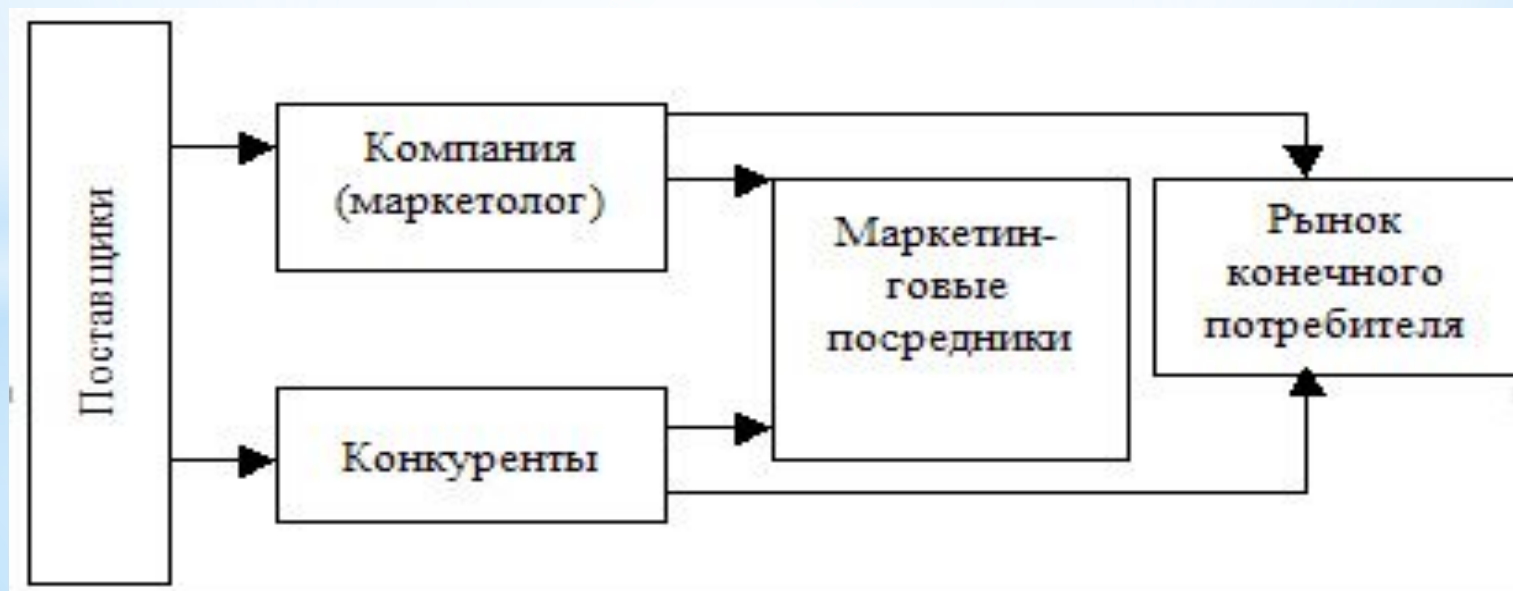 Поставщики
Компания
(маркетолог)
Конкуренты
Маркетин-
говые
посредники
Рынок
конечного
потребителя